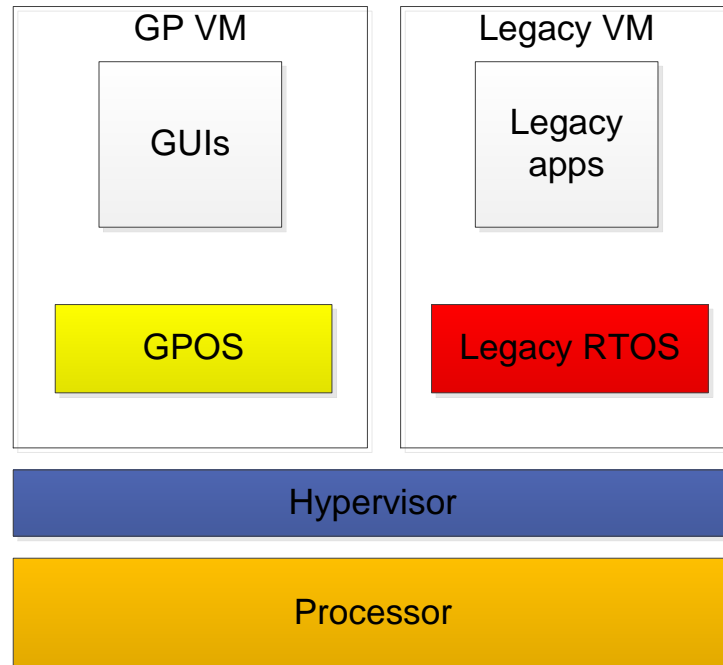 GP VM
GUIs
GPOS
Legacy VM
Legacy
apps
Legacy RTOS
Hypervisor
Processor